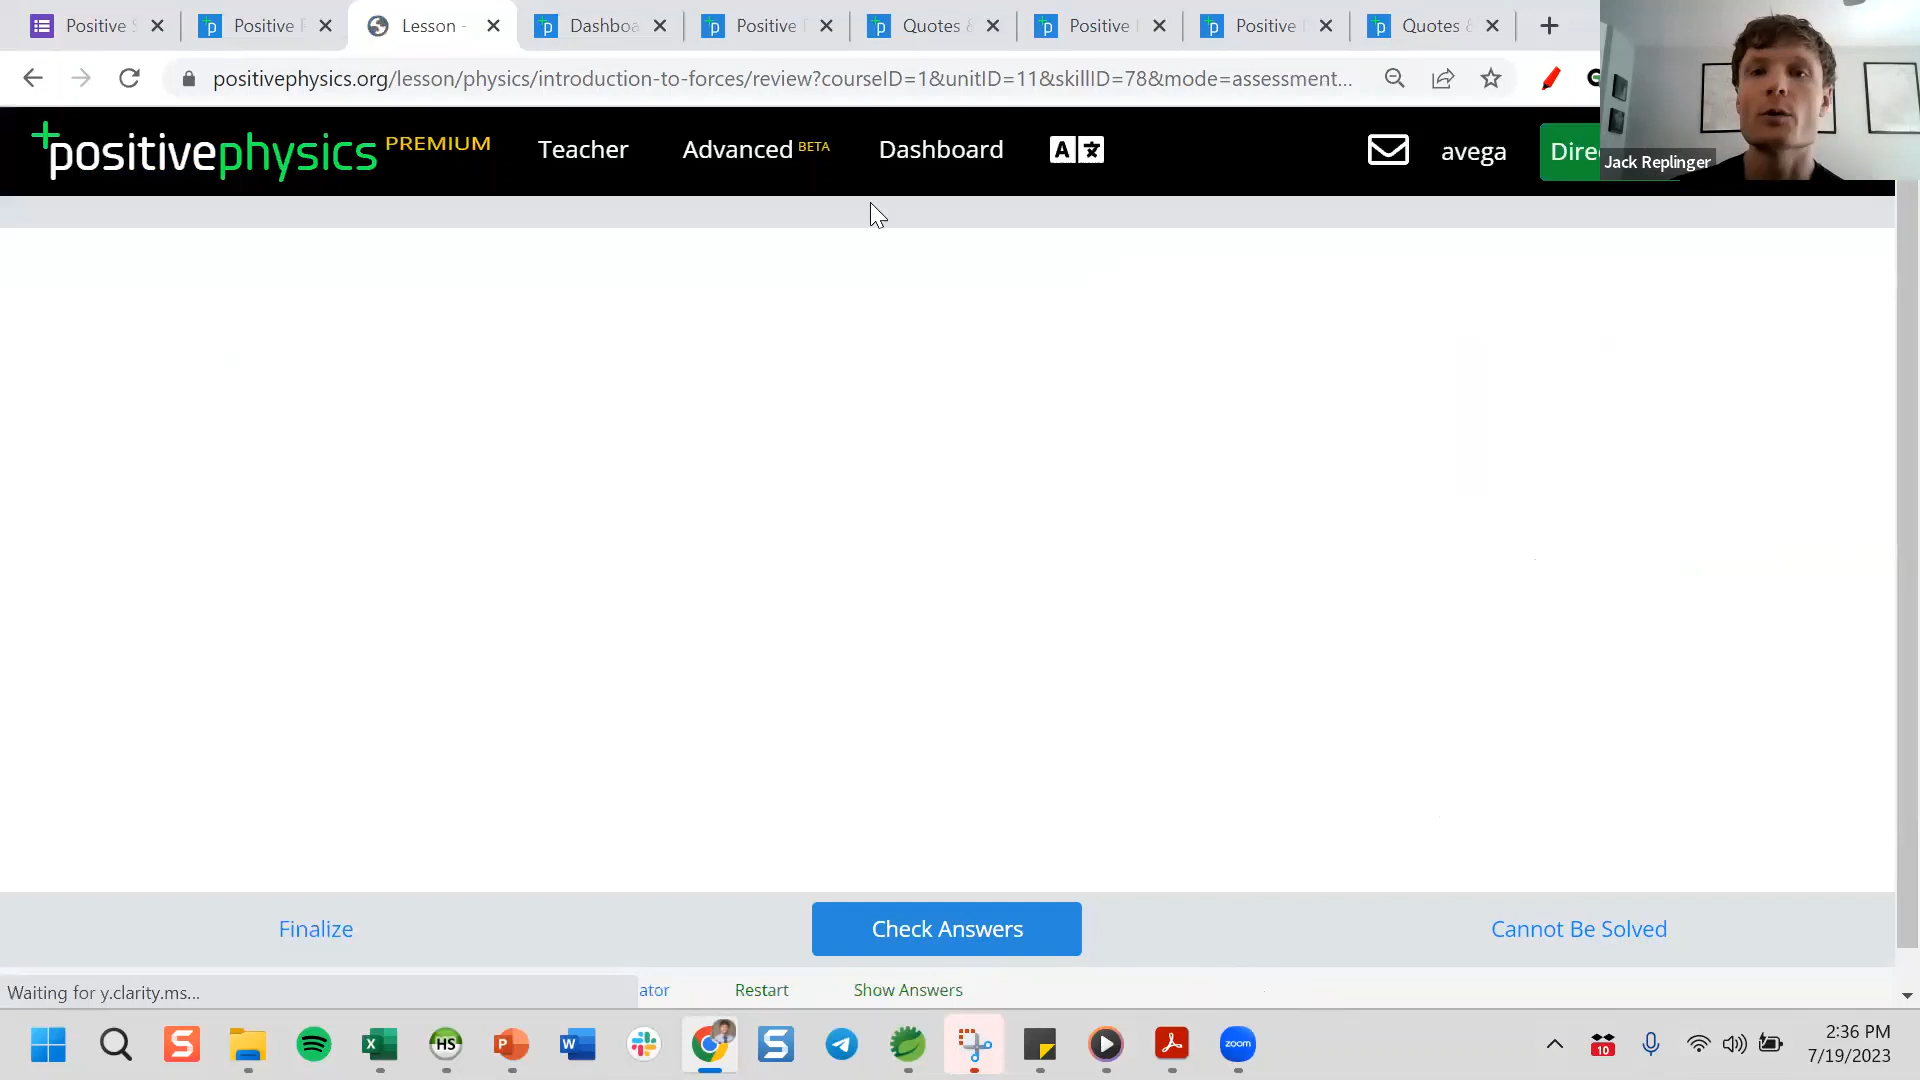 Positive S
Positive P
Lesson -
Dashboa
Positive
Quotes &
Positive
Positive
Quotes &
positivephysics.org/lesson/physics/introduction-to-forces/review?courseID=1&unitID=11&skillID=78&mode=assessment...
+positivephysics PREMIUM
Teacher
Advanced BETA
Dashboard
avega
Dire
Jack Replinger
Finalize
Check Answers
Cannot Be Solved
Waiting for y.clarity.ms...
ator
Restart
Show Answers
2:36 PM
7/19/2023
10
zoom